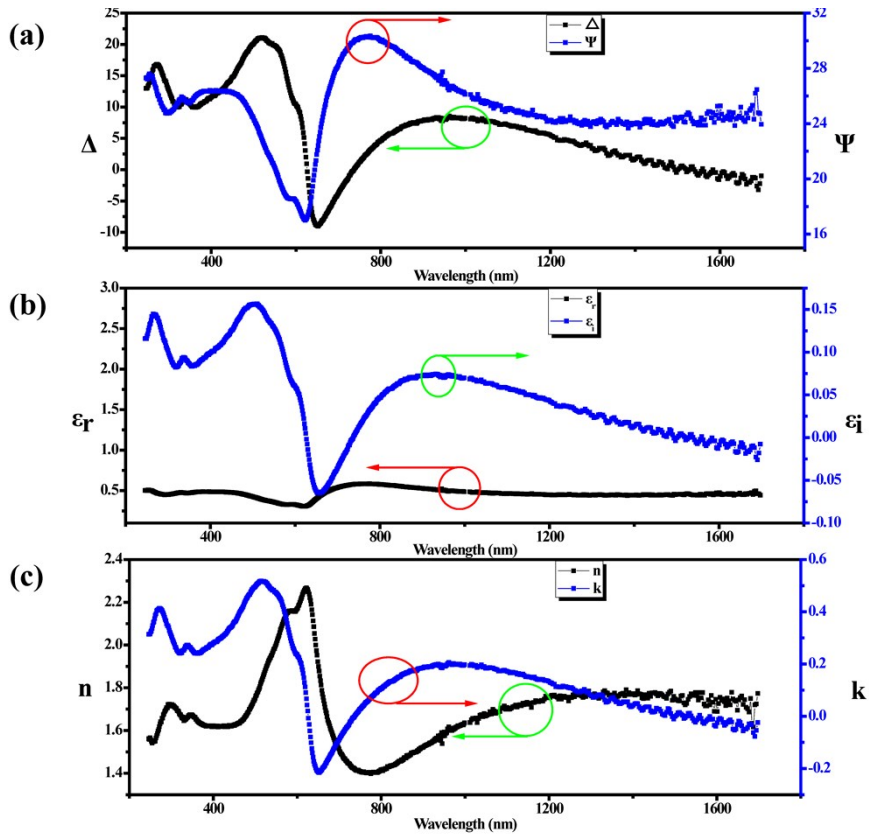 (a)
25
20
15
10
5
0
-5
-10
Δ
32
28
24
20
16
Ψ
Δ
Ψ
400
800
1200
1600
Wavelength (nm)
(b)
3.0
2.5
2.0
1.5
1.0
0.5
εr
0.15
0.10
0.05
0.00
-0.05
-0.10
εi
εr
εi
400
800
1200
1600
Wavelength (nm)
(c)
2.4
2.2
2.0
1.8
1.6
1.4
n
0.6
0.4
0.2
0.0
-0.2
k
n
k
400
800
1200
1600
Wavelength (nm)